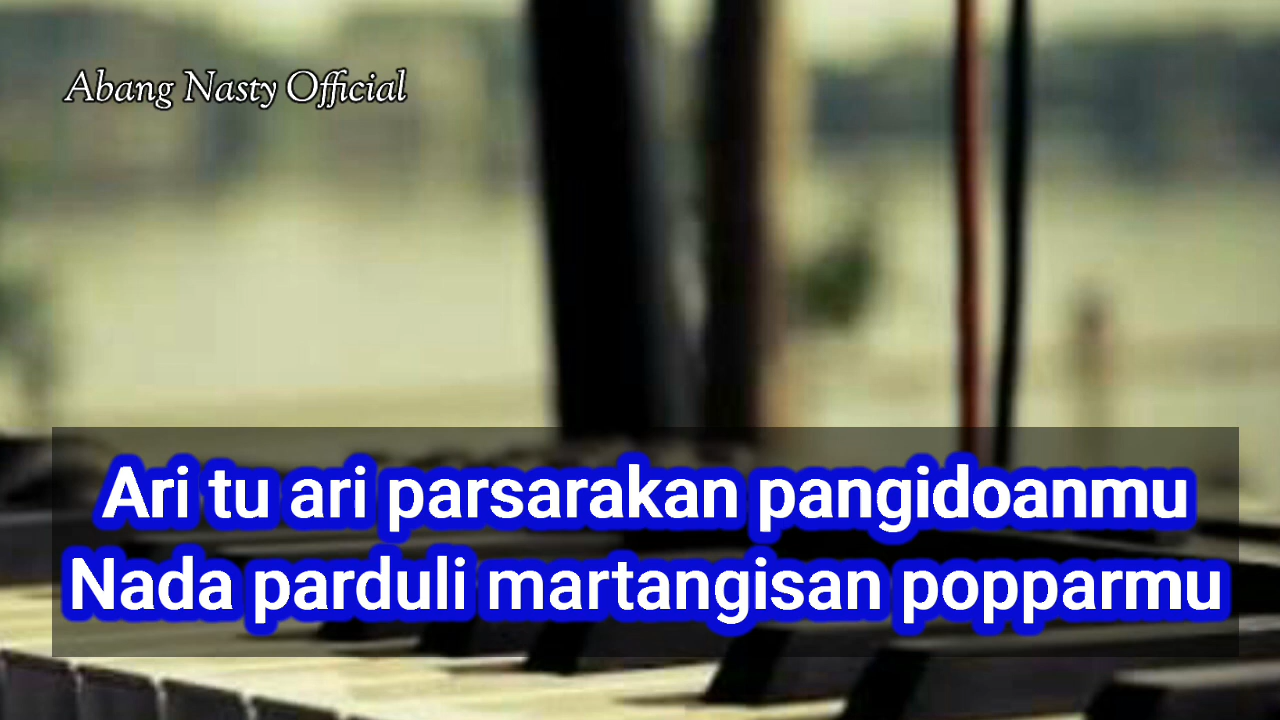 Abang Nasty Official
Ari tu ari parsarakan pangidoanmu
Nada parduli martangisan popparmu